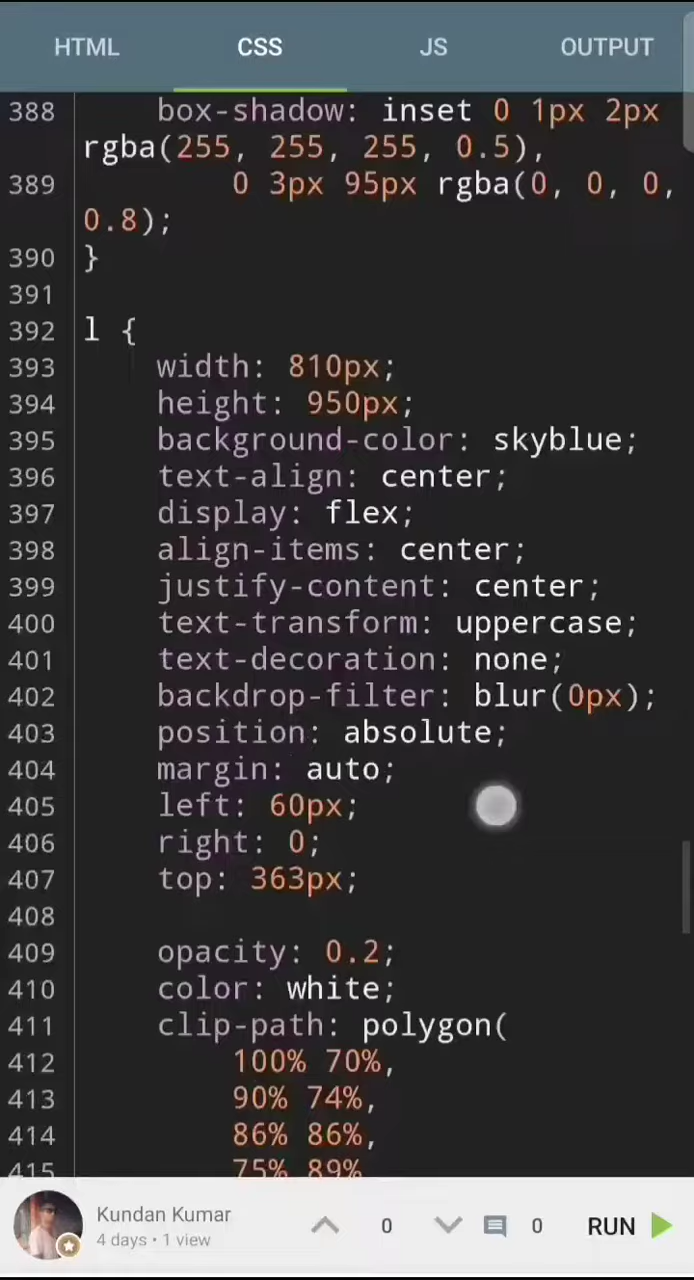 HTML CSS JS OUTPUT
388 box-shadow: inset 0 1px 2px
rgba(255, 255, 255, 0.5),
389 0 3px 95px rgba(0, 0, 0,
0.8);
390 }
391
392 l {
393 width: 810px;
394 height: 950px;
395 background-color: skyblue;
396 text-align: center;
397 display: flex;
398 align-items: center;
399 justify-content: center;
400 text-transform: uppercase;
401 text-decoration: none;
402 backdrop-filter: blur(0px);
403 position: absolute;
404 margin: auto;
405 left: 60px;
406 right: 0;
407 top: 363px;
408
409 opacity: 0.2;
410 color: white;
411 clip-path: polygon(
412 100% 70%,
413 90% 74%,
414 86% 86%,
415 75% 89%
Kundan Kumar
4 days • 1 view
0 0 RUN